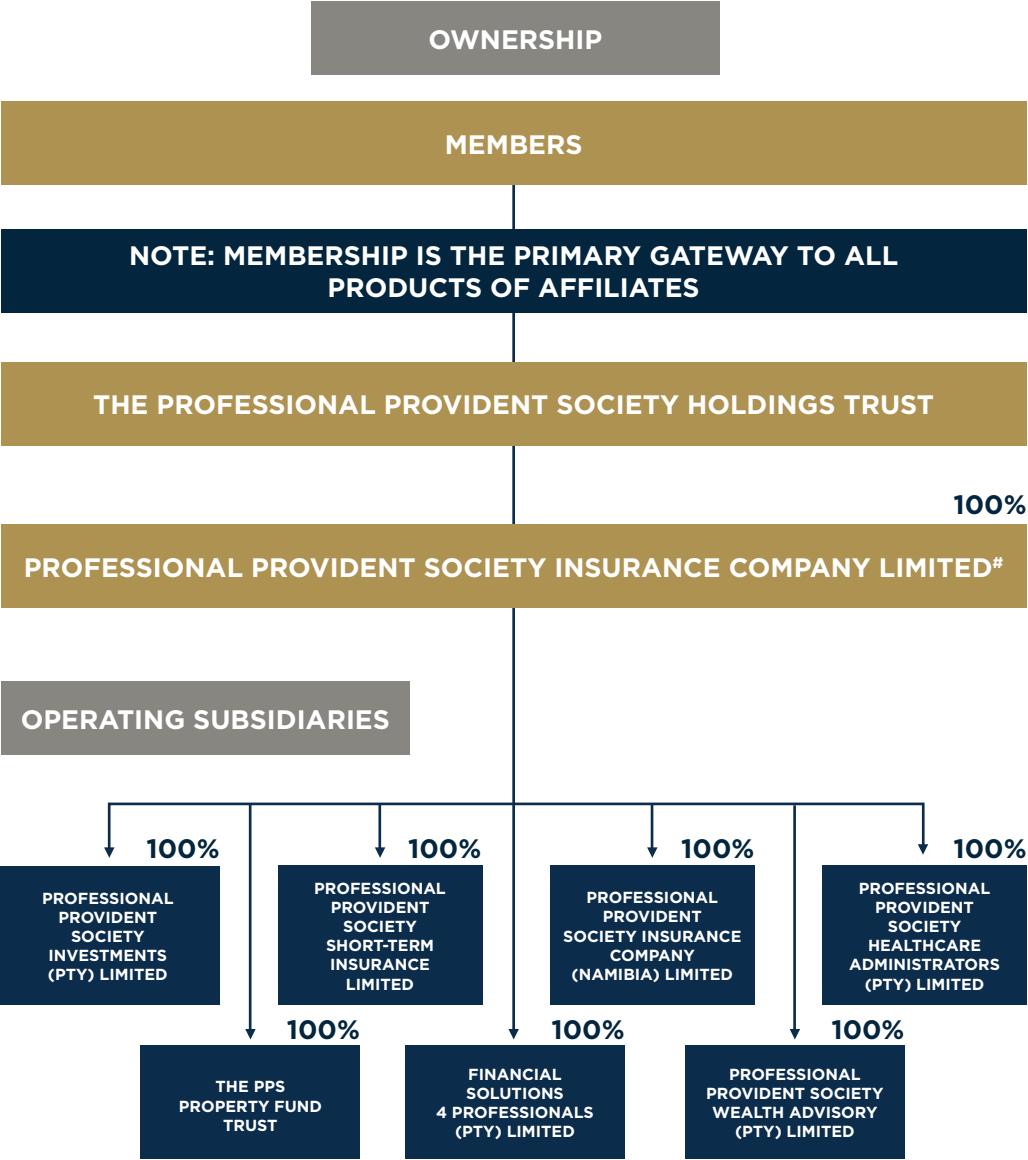 OWNERSHIP
MEMBERS
NOTE: MEMBERSHIP IS THE PRIMARY GATEWAY TO ALL
PRODUCTS OF AFFILIATES
THE PROFESSIONAL PROVIDENT SOCIETY HOLDINGS TRUST
100%
PROFESSIONAL PROVIDENT SOCIETY INSURANCE COMPANY LIMITED#
OPERATING SUBSIDIARIES
100%
PROFESSIONAL
PROVIDENT
SOCIETY
INVESTMENTS
(PTY) LIMITED
100%
PROFESSIONAL
PROVIDENT
SOCIETY
SHORT-TERM
INSURANCE
LIMITED
100%
PROFESSIONAL
PROVIDENT
SOCIETY INSURANCE
COMPANY
(NAMIBIA) LIMITED
100%
PROFESSIONAL
PROVIDENT
SOCIETY
HEALTHCARE
ADMINISTRATORS
(PTY) LIMITED
100%
THE PPS
PROPERTY FUND
TRUST
100%
FINANCIAL
SOLUTIONS
4 PROFESSIONALS
(PTY) LIMITED
100%
PROFESSIONAL
PROVIDENT SOCIETY
WEALTH ADVISORY
(PTY) LIMITED